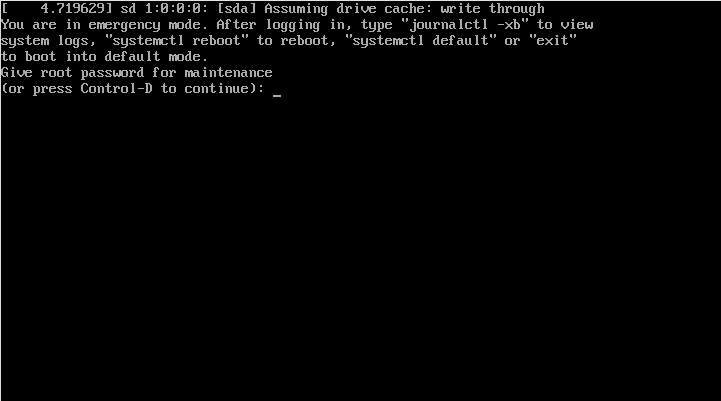 [    4.719629] sd 1:0:0:0: [sda] Assuming drive cache: write through
You are in emergency mode. After logging in, type "journalctl -xb" to view
system logs, "systemctl reboot" to reboot, "systemctl default" or "exit"
to boot into default mode.
Give root password for maintenance
(or press Control-D to continue): _